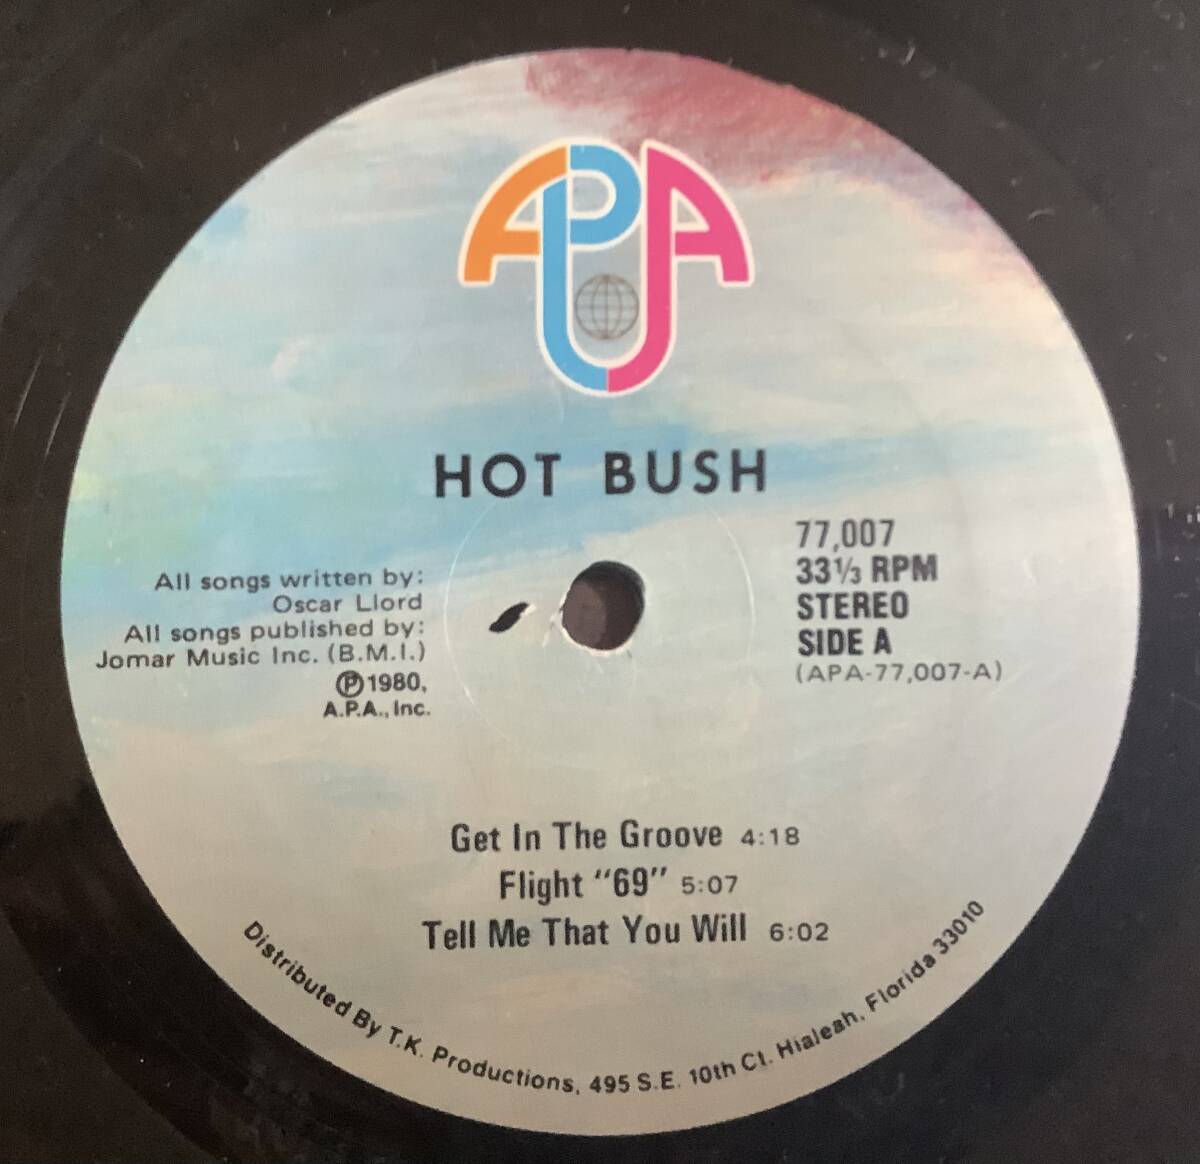 APA
HOT BUSH
77,007
33⅓ RPM
STEREO
SIDE A
(APA-77,007-A)
All songs written by:
Oscar Llord
All songs published by:
Jomar Music Inc. (B.M.I.)
℗1980,
A.P.A., Inc.
Get In The Groove 4:18
Flight “69” 5:07
Tell Me That You Will 6:02
Distributed By T.K. Productions, 495 S.E. 10th Ct. Hialeah, Florida 33010